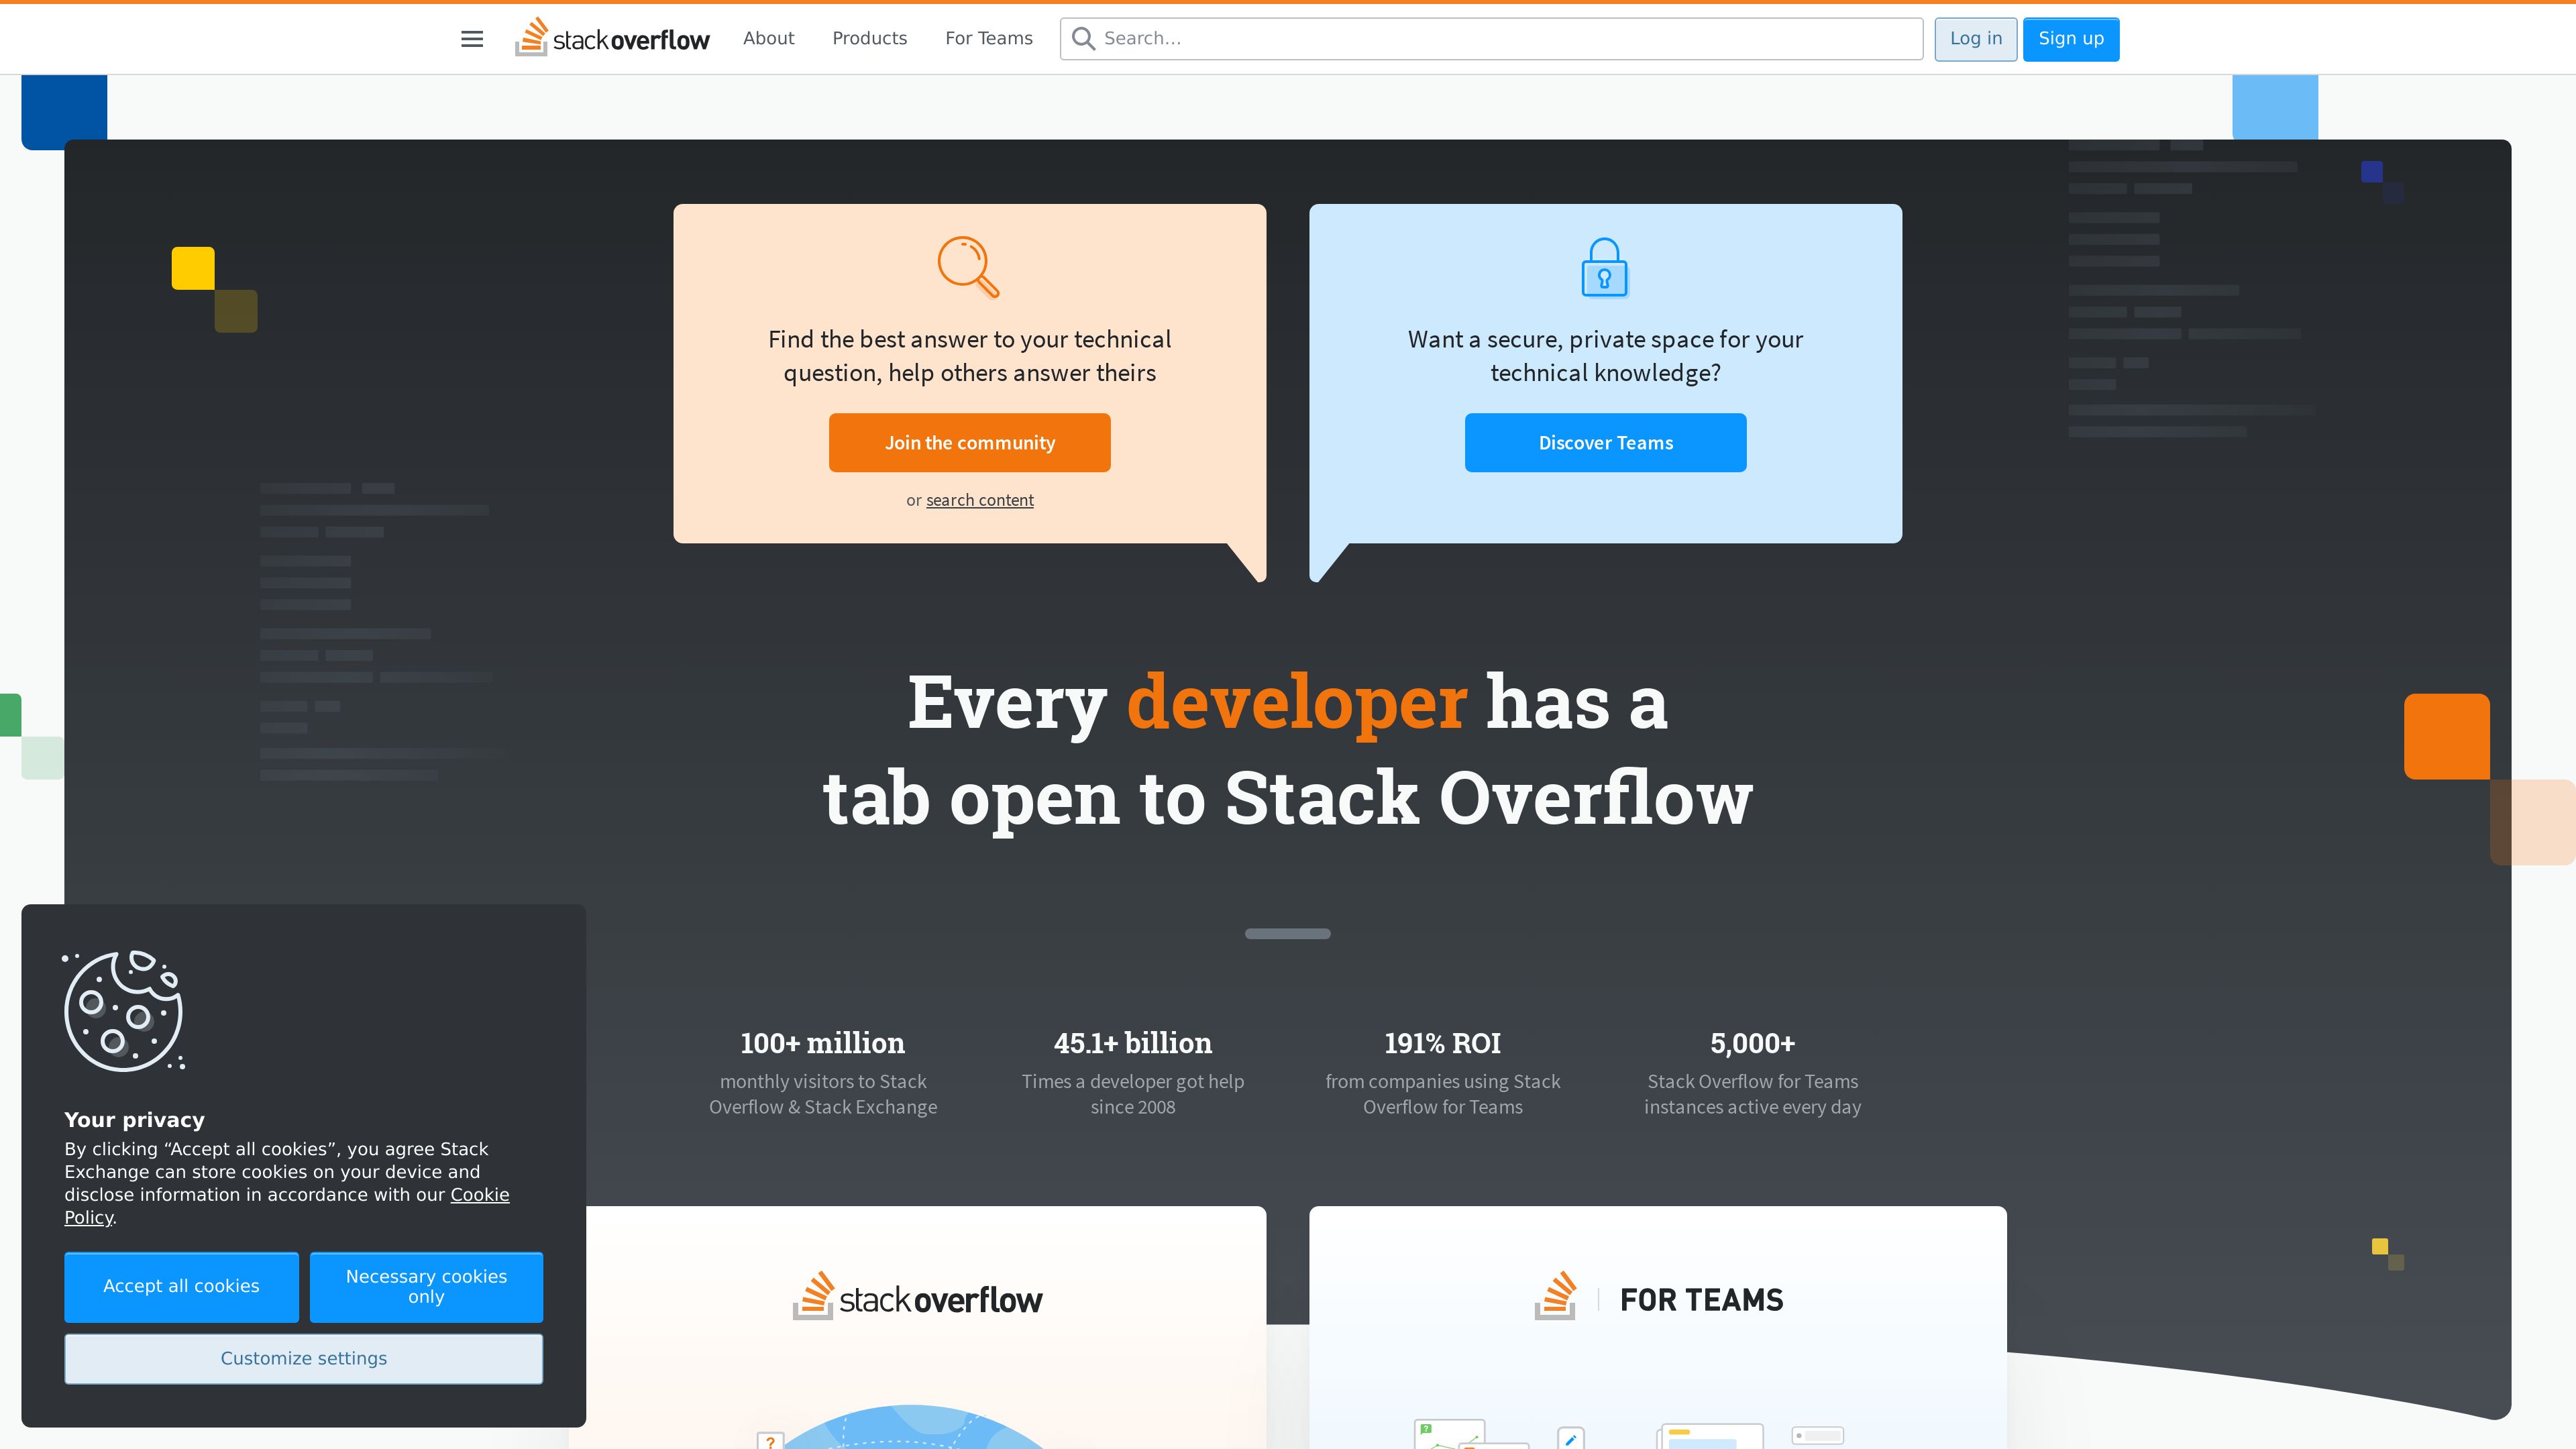 stackoverflow
About
Products
For Teams
Search...
Log in
Sign up
Find the best answer to your technical
question, help others answer theirs
Join the community
or search content
Want a secure, private space for your
technical knowledge?
Discover Teams
Every developer has a
tab open to Stack Overflow
100+ million
monthly visitors to Stack
Overflow & Stack Exchange
45.1+ billion
Times a developer got help
since 2008
191% ROI
from companies using Stack
Overflow for Teams
5,000+
Stack Overflow for Teams
instances active every day
Your privacy
By clicking “Accept all cookies”, you agree Stack
Exchange can store cookies on your device and
disclose information in accordance with our Cookie
Policy.
Accept all cookies
Necessary cookies
only
Customize settings
stackoverflow
FOR TEAMS
?
?